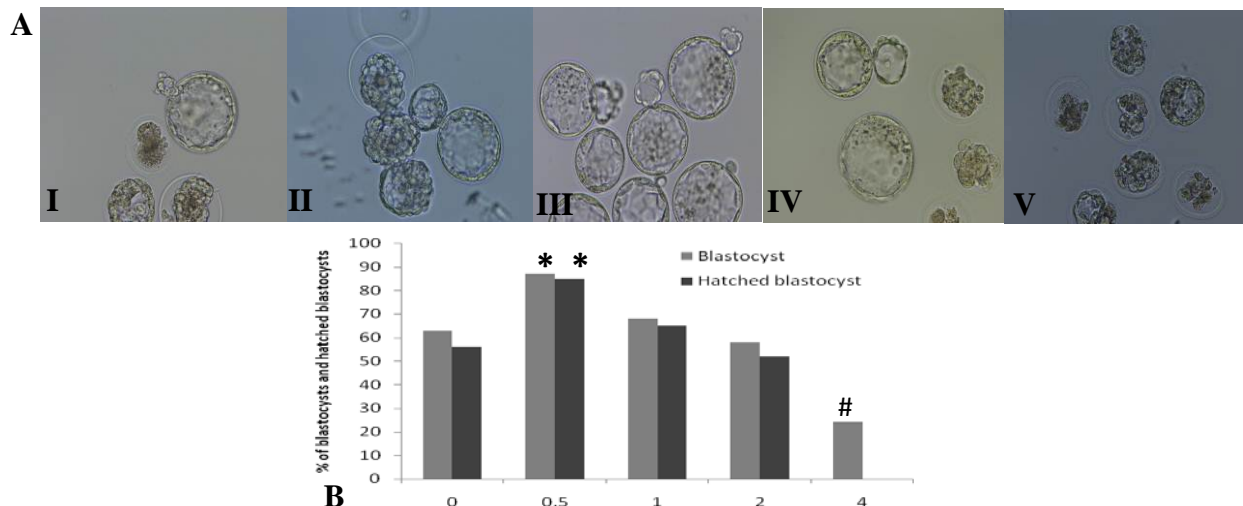 A
I II III IV V
% of blastocysts and hatched blastocysts
100
90
80
70
60
50
40
30
20
10
0
* *
#
Blastocyst
Hatched blastocyst
B
0 0.5 1 2 4